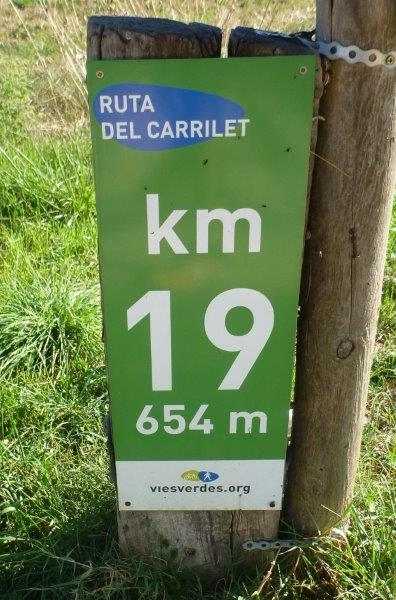 RUTA
DEL CARRILET
km
19
654 m
viesverdes.org